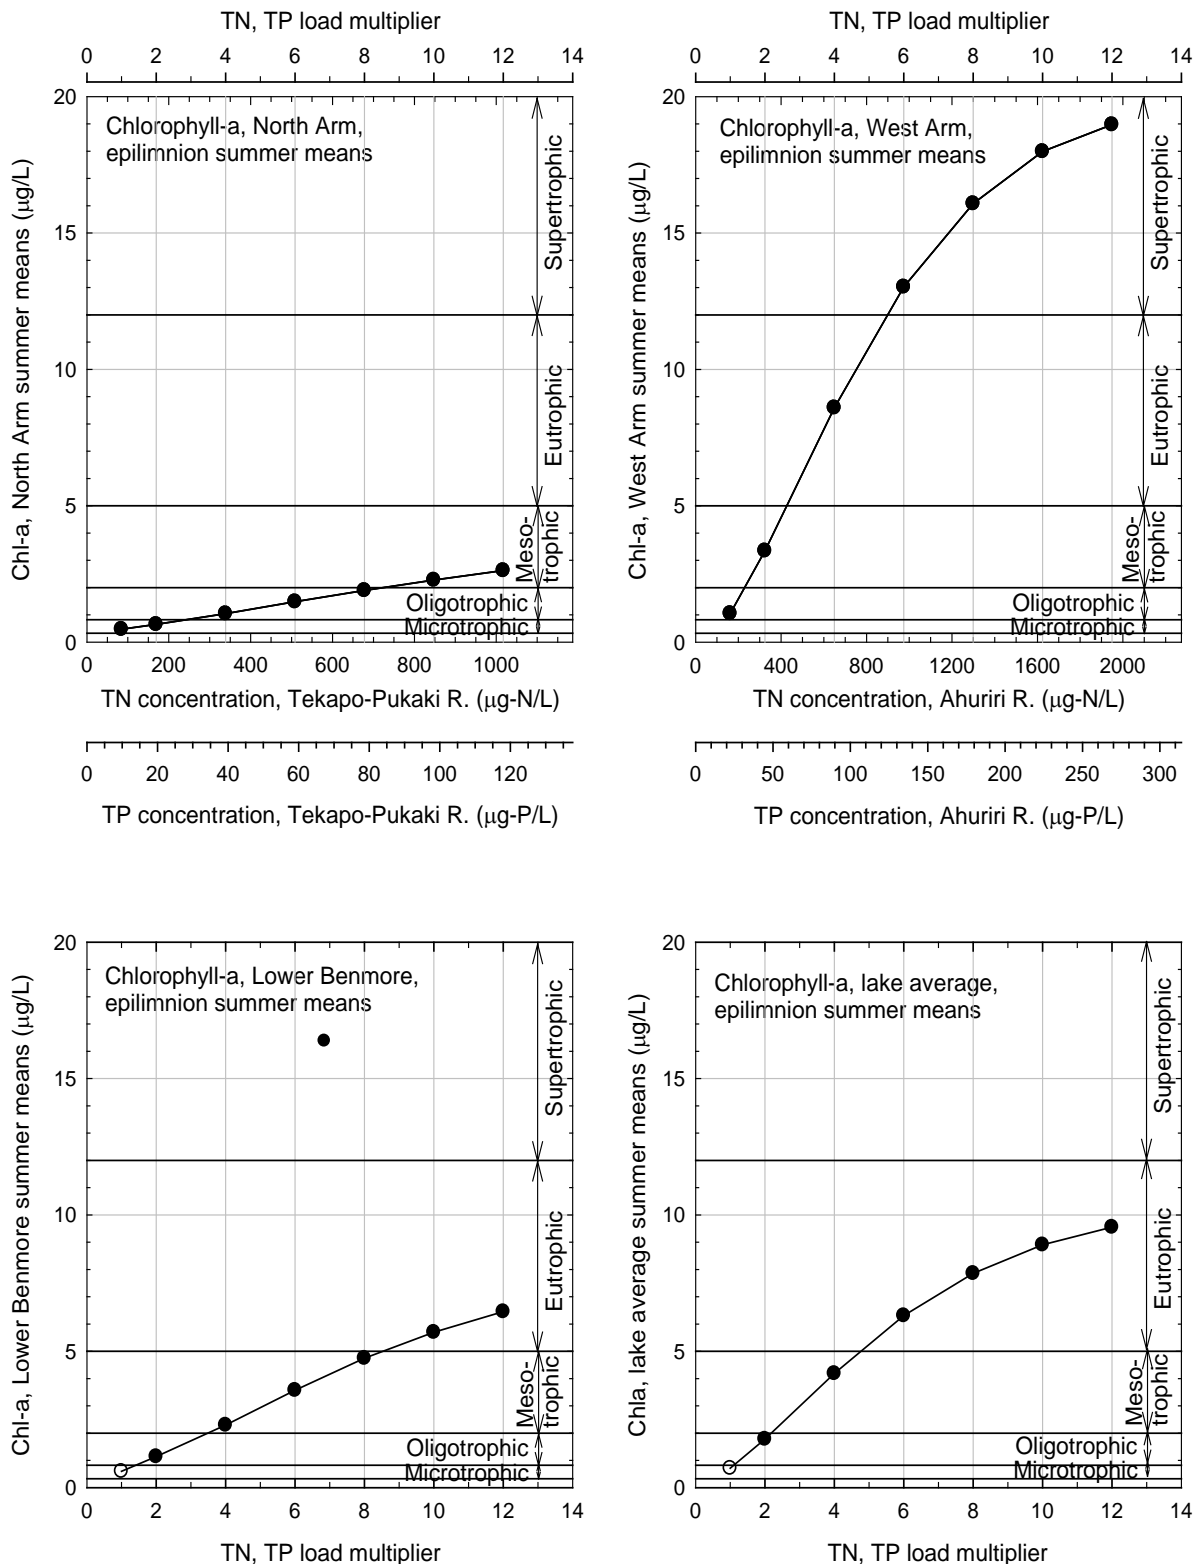 TN, TP load multiplier
0 2 4 6 8 10 12 14
20
15
10
5
0
Chl-a, North Arm summer means (μg/L)
Chlorophyll-a, North Arm,
epilimnion summer means
Supertrophic
Eutrophic
Meso-
trophic
Oligotrophic
Microtrophic
0 200 400 600 800 1000
TN concentration, Tekapo-Pukaki R. (μg-N/L)
0 20 40 60 80 100 120
TP concentration, Tekapo-Pukaki R. (μg-P/L)
TN, TP load multiplier
0 2 4 6 8 10 12 14
20
15
10
5
0
Chl-a, West Arm summer means (μg/L)
Chlorophyll-a, West Arm,
epilimnion summer means
Supertrophic
Eutrophic
Meso-
trophic
Oligotrophic
Microtrophic
0 400 800 1200 1600 2000
TN concentration, Ahuriri R. (μg-N/L)
0 50 100 150 200 250 300
TP concentration, Ahuriri R. (μg-P/L)
20
15
10
5
0
Chl-a, Lower Benmore summer means (μg/L)
Chlorophyll-a, Lower Benmore,
epilimnion summer means
Supertrophic
Eutrophic
Meso-
trophic
Oligotrophic
Microtrophic
0 2 4 6 8 10 12 14
TN, TP load multiplier
20
15
10
5
0
Chla, lake average summer means (μg/L)
Chlorophyll-a, lake average,
epilimnion summer means
Supertrophic
Eutrophic
Meso-
trophic
Oligotrophic
Microtrophic
0 2 4 6 8 10 12 14
TN, TP load multiplier